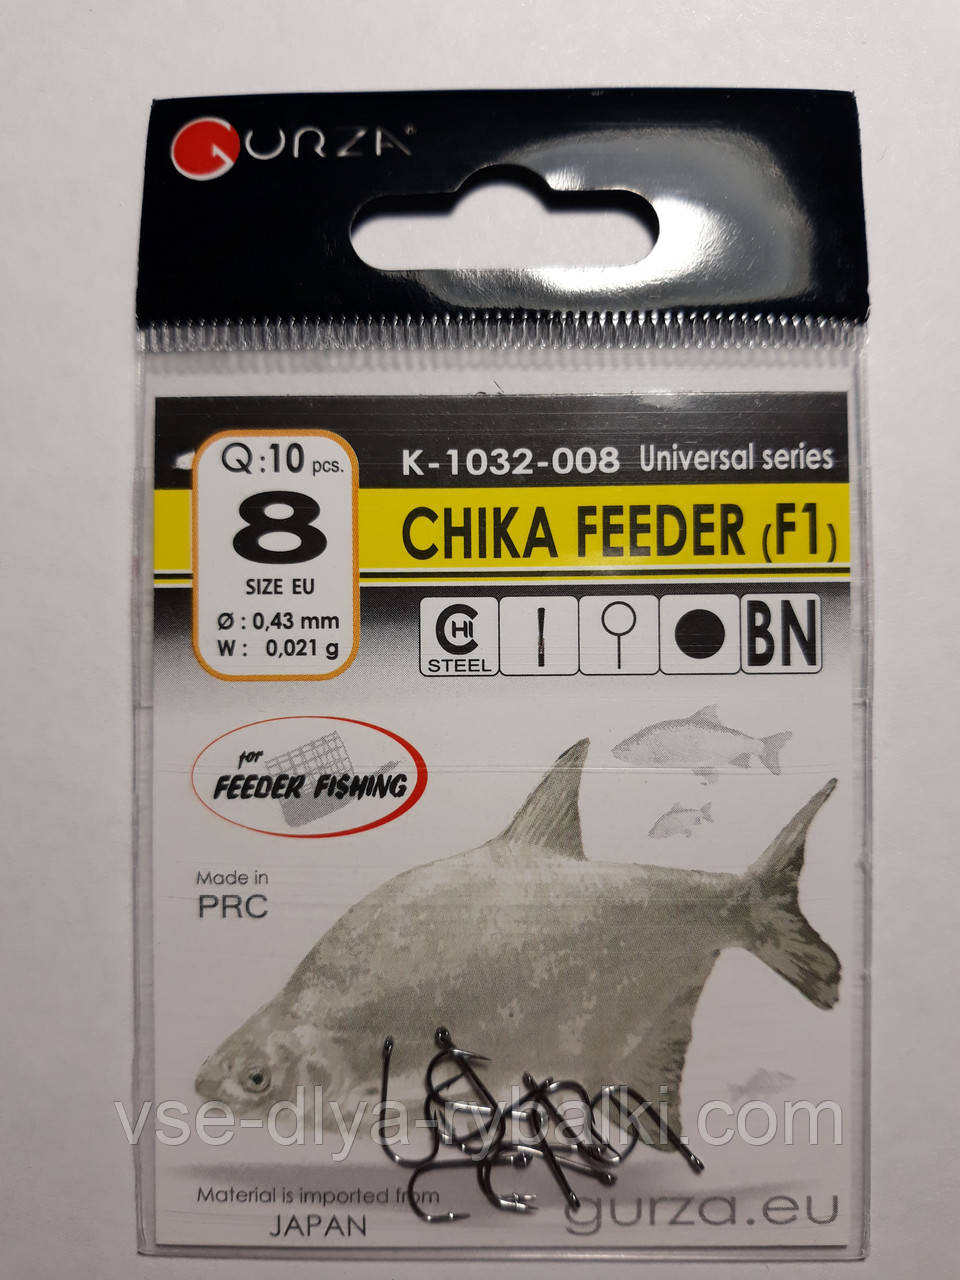 GURZA®
Q:10 pcs.
8
SIZE EU
Ø : 0,43 mm
W : 0,021 g
K-1032-008 Universal series
CHIKA FEEDER (F1)
CHI
STEEL
BN
for
FEEDER FISHING
Made in
PRC
vse-dlya-rybalki.com
Material is imported from
JAPAN
gurza.eu